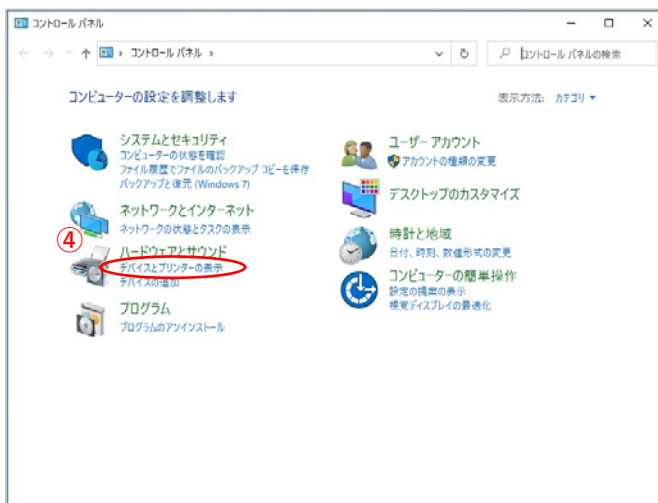 コントロール パネル
コントロール パネル
コントロール パネルの検索
コンピューターの設定を調整します
表示方法: カテゴリ
システムとセキュリティ
コンピューターの状態を確認
ファイル履歴でファイルのバックアップ コピーを保存
バックアップと復元 (Windows 7)
ネットワークとインターネット
ネットワークの状態とタスクの表示
④
ハードウェアとサウンド
デバイスとプリンターの表示
デバイスの追加
プログラム
プログラムのアンインストール
ユーザー アカウント
アカウントの種類の変更
デスクトップのカスタマイズ
時計と地域
日付、時刻、数値形式の変更
コンピューターの簡単操作
設定の提案の表示
視覚ディスプレイの最適化